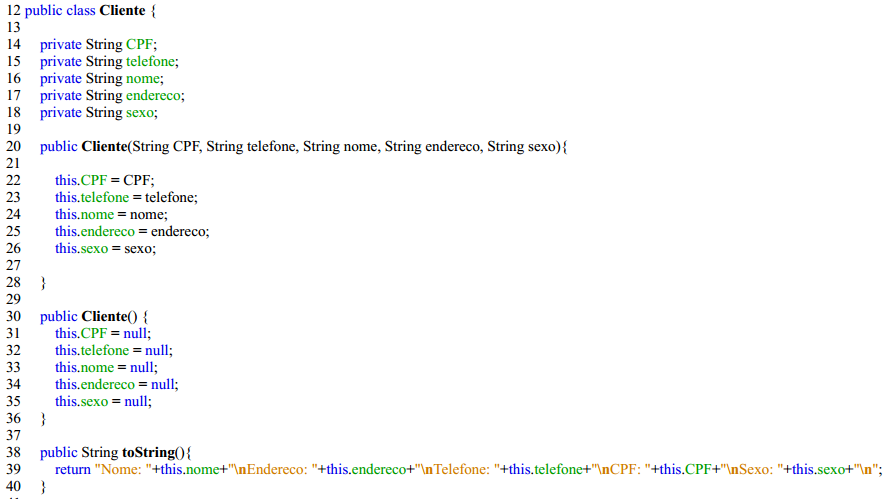 12 public class Cliente {
13
14 private String CPF;
15 private String telefone;
16 private String nome;
17 private String endereco;
18 private String sexo;
19
20 public Cliente(String CPF, String telefone, String nome, String endereco, String sexo){
21
22 this.CPF = CPF;
23 this.telefone = telefone;
24 this.nome = nome;
25 this.endereco = endereco;
26 this.sexo = sexo;
27
28 }
29
30 public Cliente() {
31 this.CPF = null;
32 this.telefone = null;
33 this.nome = null;
34 this.endereco = null;
35 this.sexo = null;
36 }
37
38 public String toString(){
39 return "Nome: "+this.nome+"\nEndereco: "+this.endereco+"\nTelefone: "+this.telefone+"\nCPF: "+this.CPF+"\nSexo: "+this.sexo+"\n";
40 }